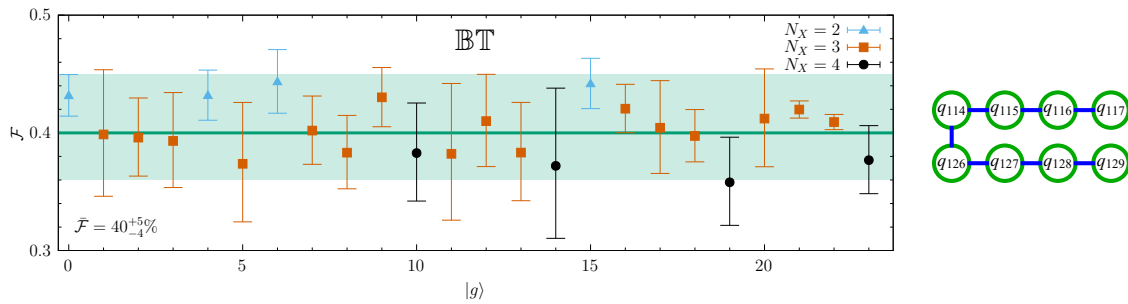 0.5
𝔹𝕋
N_X = 2
N_X = 3
N_X = 4
0.4
ℱ
ℱ̄ = 40⁺⁵₋₄%
0.3
0 5 10 15 20
|g⟩
q₁₁₄ q₁₁₅ q₁₁₆ q₁₁₇
q₁₂₆ q₁₂₇ q₁₂₈ q₁₂₉